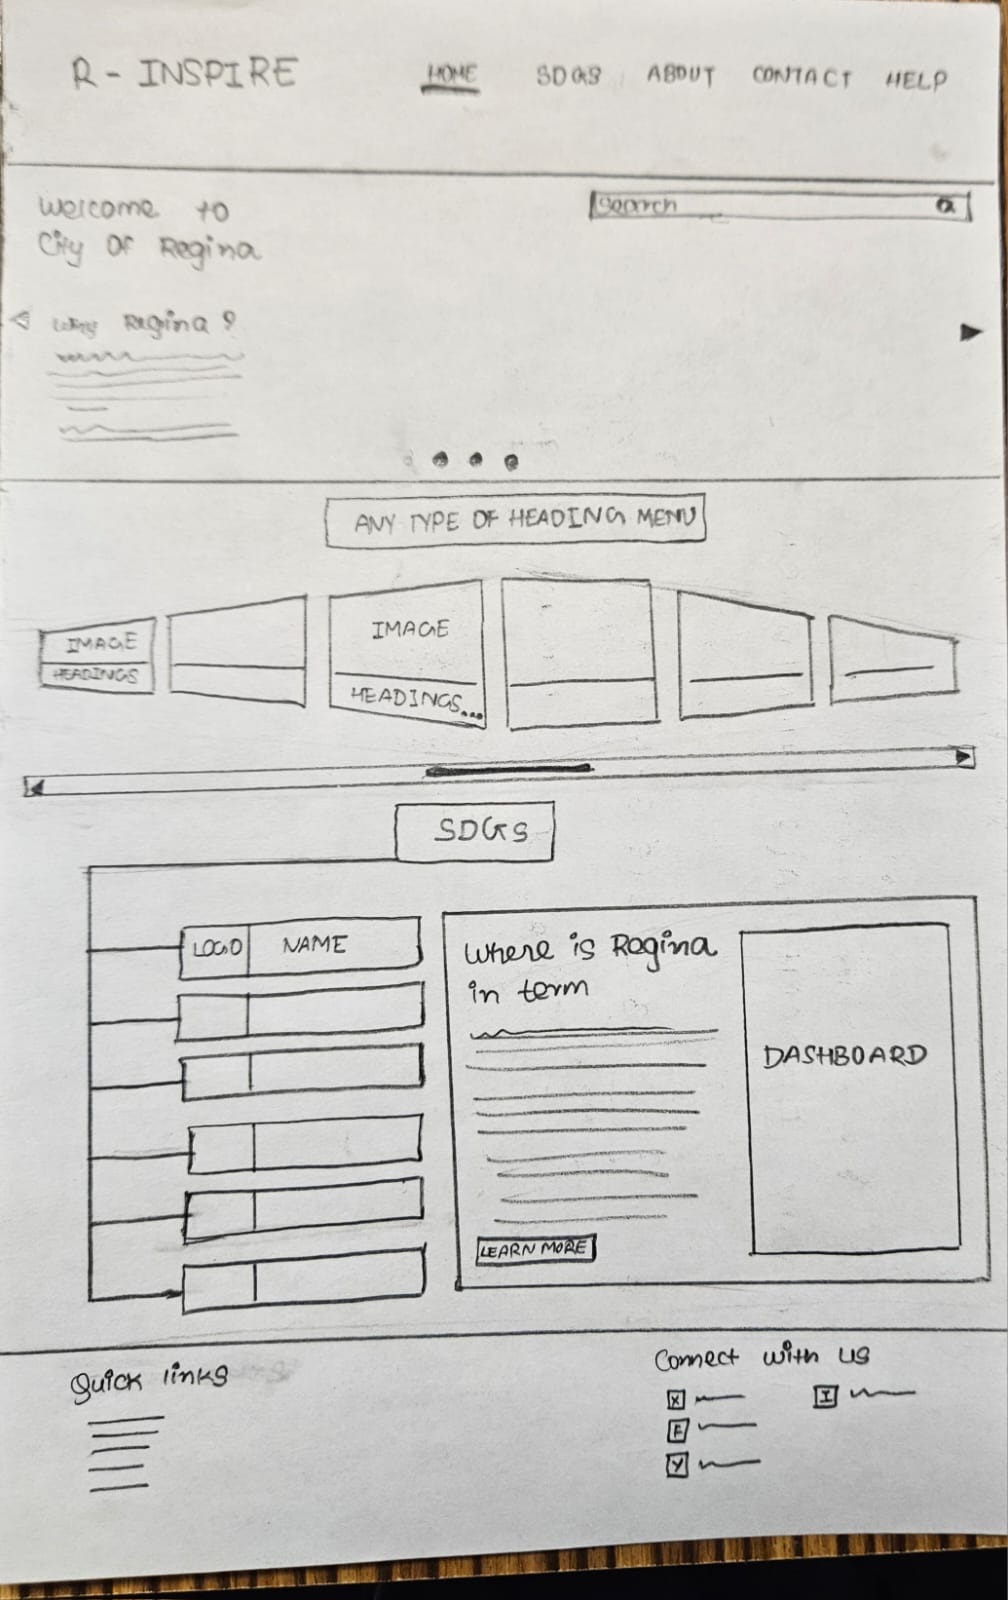 R - INSPIRE
HOME SDGS ABOUT CONTACT HELP
Welcome to
City Of Regina
Search
Why Regina?
ANY TYPE OF HEADING MENU
IMAGE
HEADINGS
IMAGE
HEADINGS...
SDGS
LOGO NAME
Where is Regina
in term
DASHBOARD
LEARN MORE
Quick links
Connect with us
X
I
F
Y